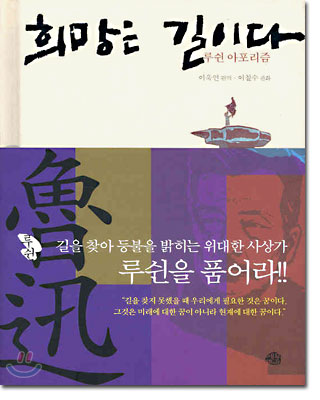 희망은 길이다
루쉰 아포리즘
이욱연 편역 · 이철수 판화
魯迅
루쉰
길을 찾아 등불을 밝히는 위대한 사상가
루쉰을 품어라!!
"길을 찾지 못했을 때 우리에게 필요한 것은 꿈이다.
그것은 미래에 대한 꿈이 아니라 현재에 대한 꿈이다."
YES24